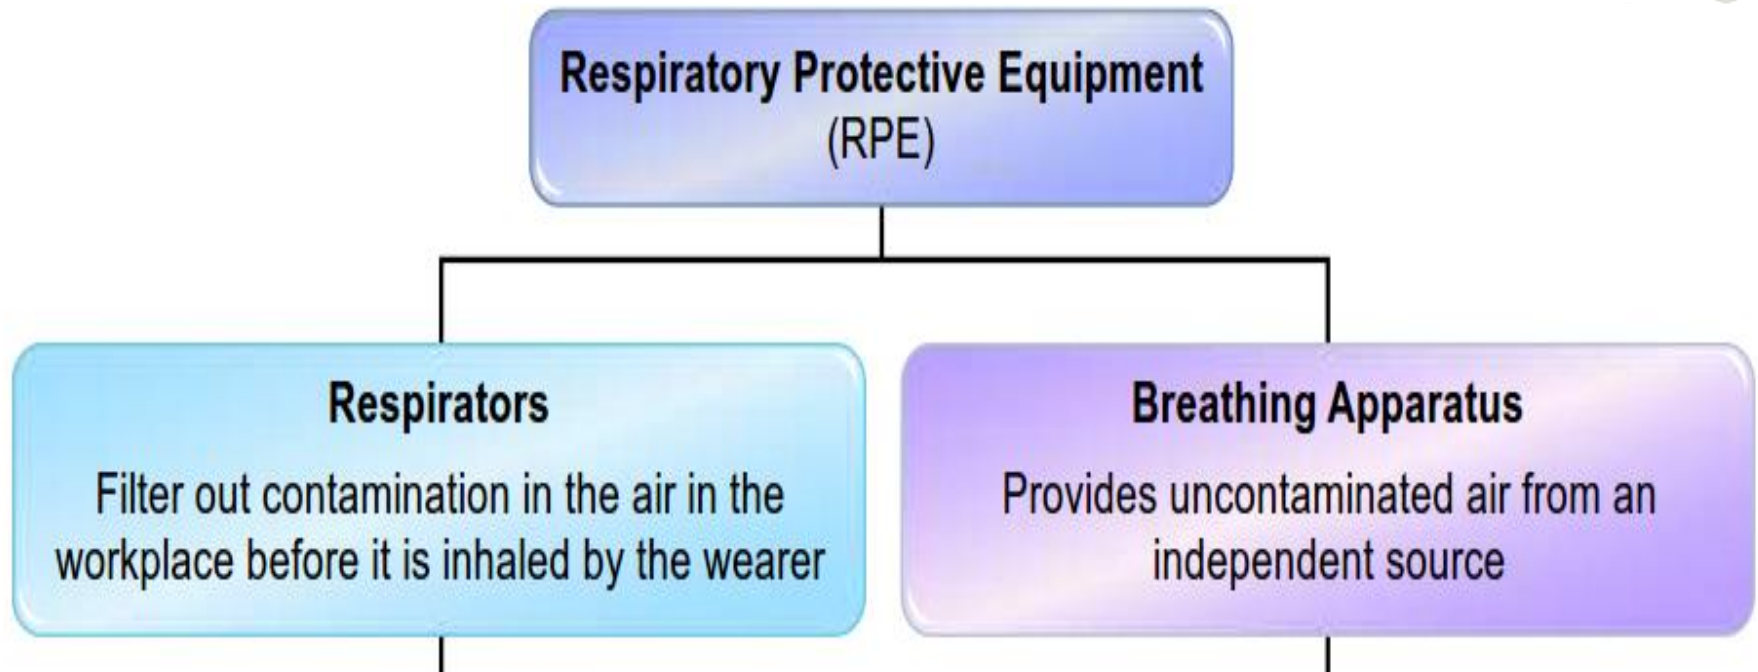 Respiratory Protective Equipment
(RPE)
Respirators
Filter out contamination in the air in the
workplace before it is inhaled by the wearer
Breathing Apparatus
Provides uncontaminated air from an
independent source